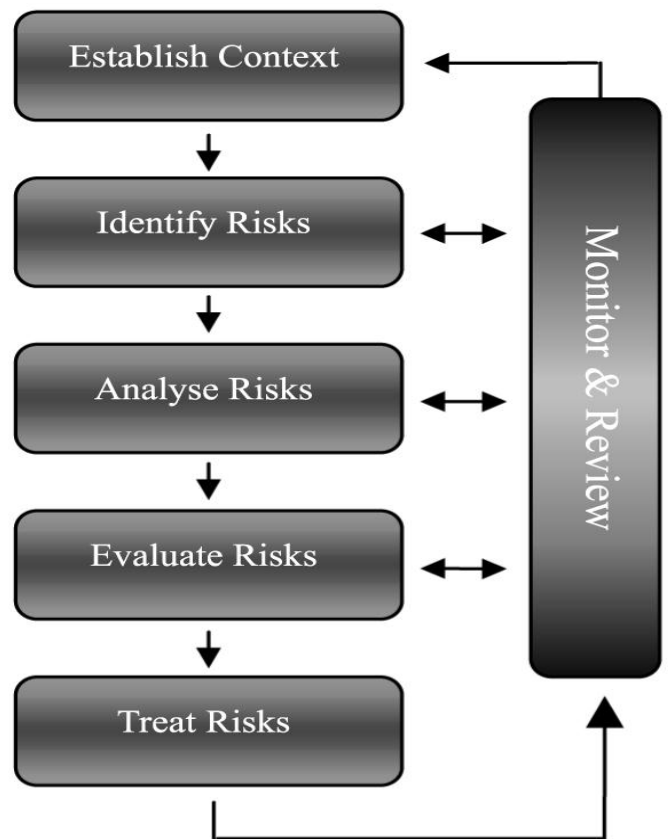 Establish Context
Identify Risks
Analyse Risks
Evaluate Risks
Treat Risks
Monitor & Review